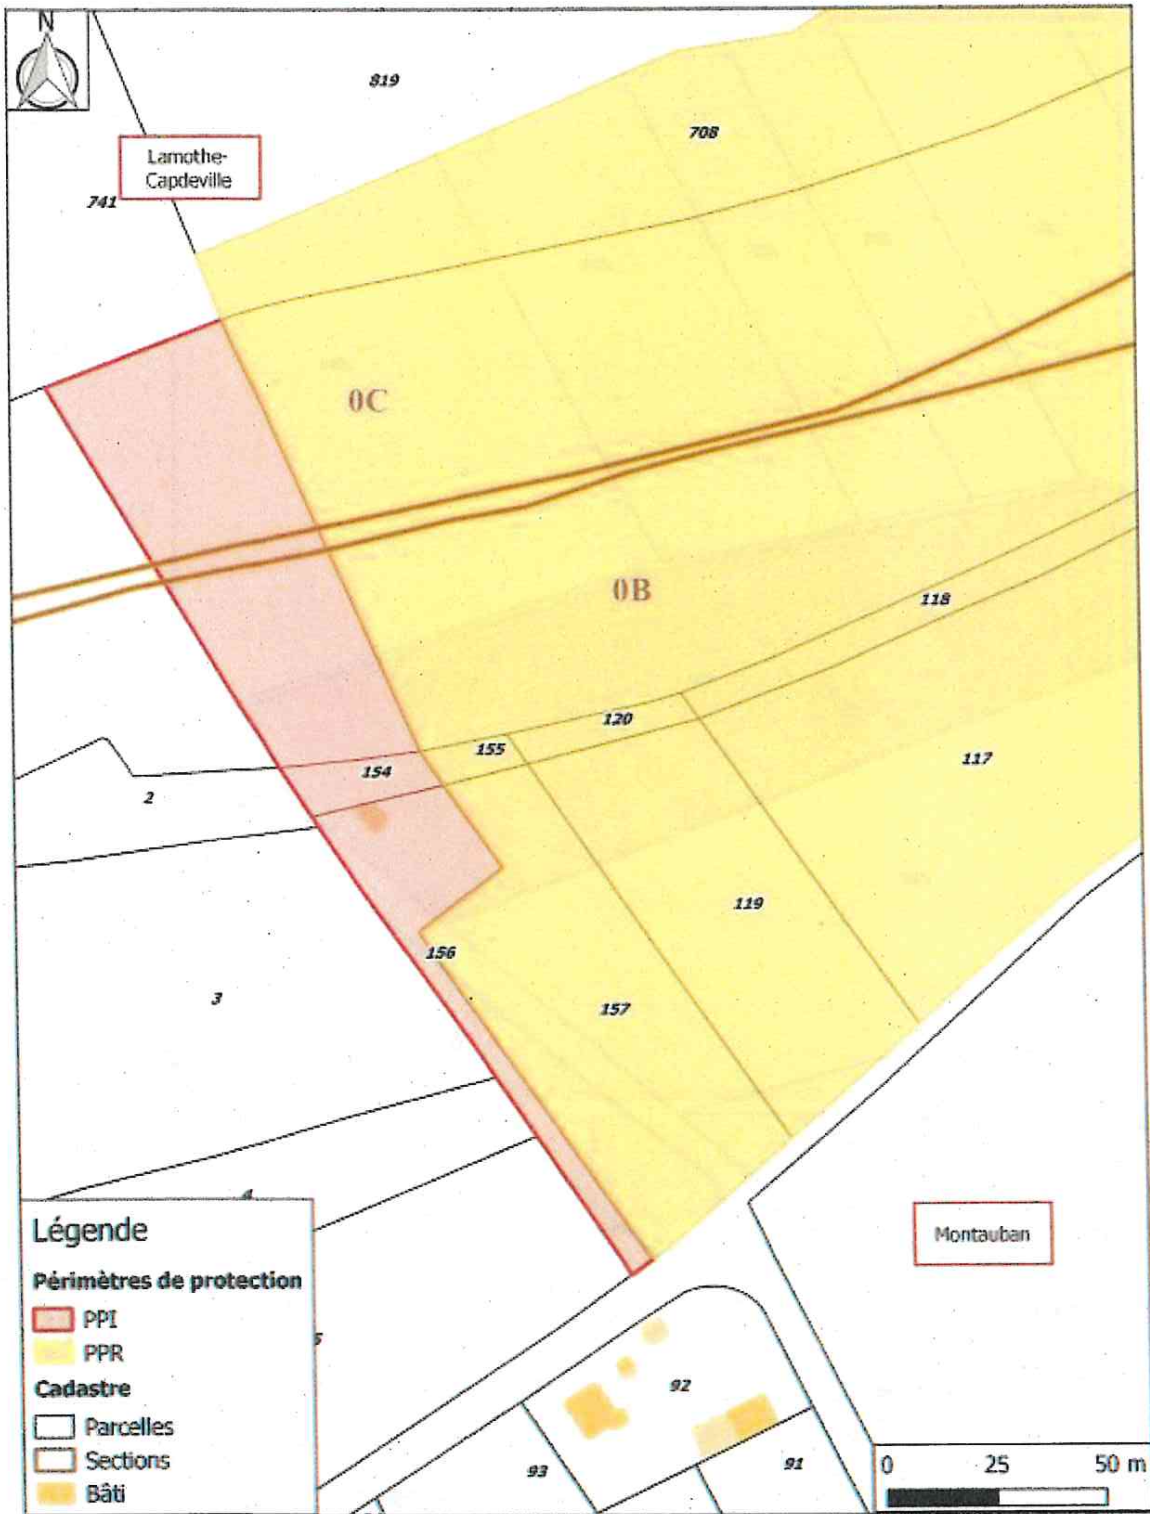 N
819
708
Lamothe-
Capdeville
741
0C
0B
118
120
155
154
117
2
119
156
3
157
4
Légende
Montauban
Périmètres de protection
PPI
PPR
Cadastre
92
Parcelles
Sections
93
91
0 25 50 m
Bâti